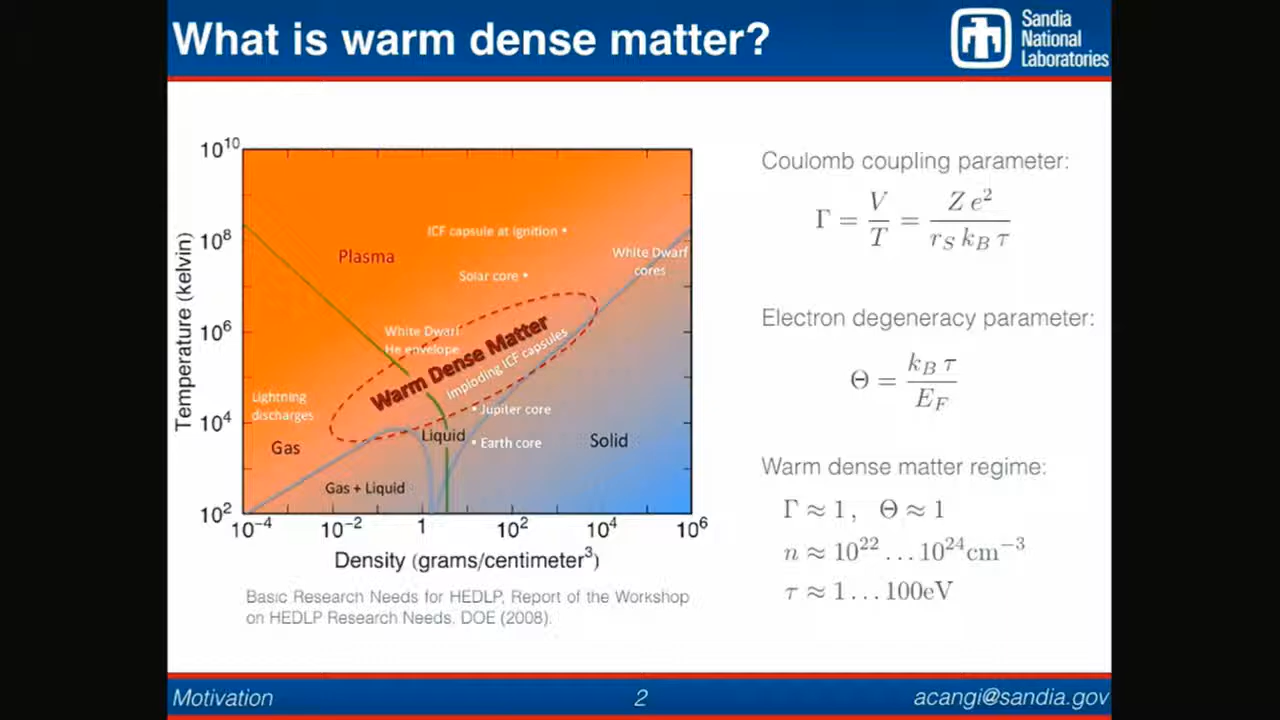 What is warm dense matter?
Sandia
National
Laboratories
10^10
10^8
10^6
10^4
10^2
Temperature (kelvin)
ICF capsule at ignition •
Plasma
White Dwarf
cores
Solar core •
White Dwarf
He envelope
Warm Dense Matter
imploding ICF capsules
Lightning
discharges
• Jupiter core
Gas
Liquid
• Earth core
Solid
Gas + Liquid
10^-4 10^-2 1 10^2 10^4 10^6
Density (grams/centimeter^3)
Basic Research Needs for HEDLP, Report of the Workshop
on HEDLP Research Needs. DOE (2008).
Coulomb coupling parameter:
Γ = V/T = Z e^2 / r_S k_B τ
Electron degeneracy parameter:
Θ = k_B τ / E_F
Warm dense matter regime:
Γ ≈ 1, Θ ≈ 1
n ≈ 10^22 ... 10^24 cm^-3
τ ≈ 1 ... 100eV
Motivation
2
acangi@sandia.gov